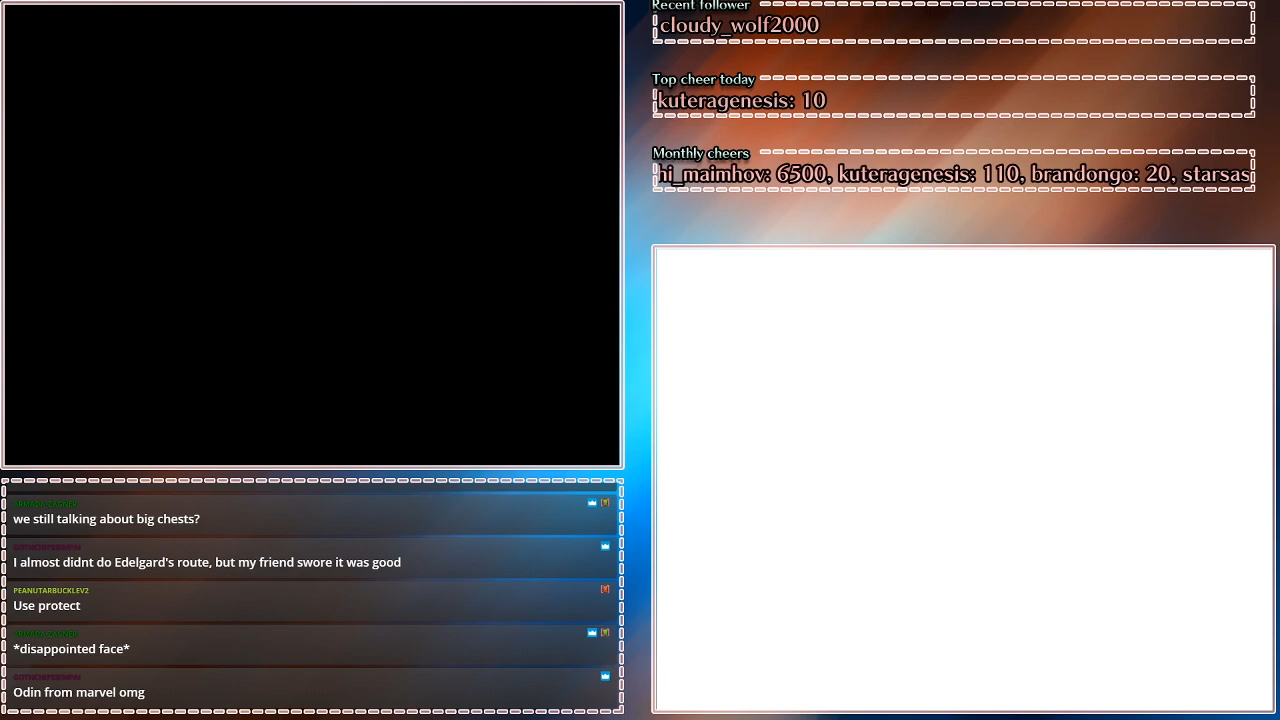 Recent follower
cloudy_wolf2000
Top cheer today
kuteragenesis: 10
Monthly cheers
hi_maimhov: 6500, kuteragenesis: 110, brandongo: 20, starsas
we still talking about big chests?
I almost didnt do Edelgard's route, but my friend swore it was good
PEANUTARBUCKLEV2
Use protect
*disappointed face*
Odin from marvel omg